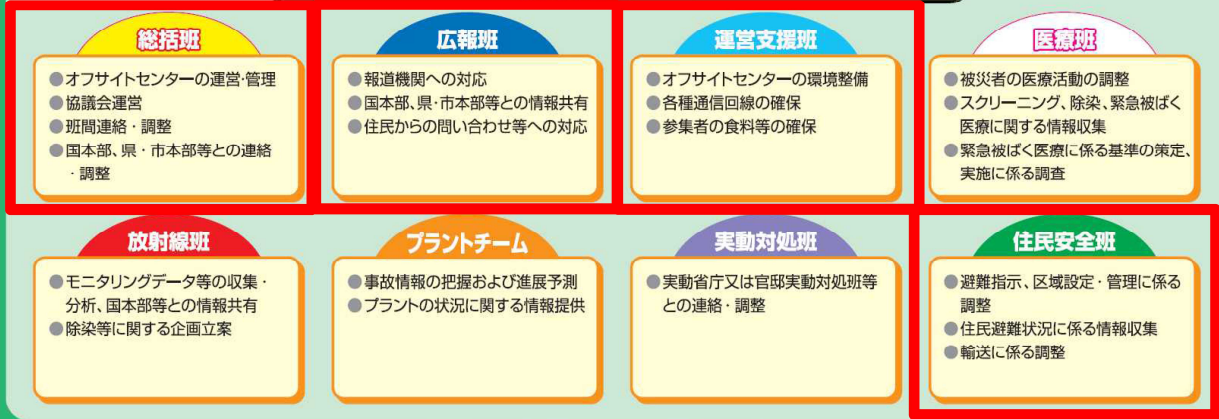 総括班
●オフサイトセンターの運営・管理
●協議会運営
●班間連絡・調整
●国本部、県・市本部等との連絡
・調整
広報班
●報道機関への対応
●国本部、県・市本部等との情報共有
●住民からの問い合わせ等への対応
運営支援班
●オフサイトセンターの環境整備
●各種通信回線の確保
●参集者の食料等の確保
医療班
●被災者の医療活動の調整
●スクリーニング、除染、緊急被ばく
医療に関する情報収集
●緊急被ばく医療に係る基準の策定、
実施に係る調査
放射線班
●モニタリングデータ等の収集・
分析、国本部等との情報共有
●除染等に関する企画立案
プラントチーム
●事故情報の把握および進展予測
●プラントの状況に関する情報提供
実動対処班
●実動省庁又は官邸実動対処班等
との連絡・調整
住民安全班
●避難指示、区域設定・管理に係る
調整
●住民避難状況に係る情報収集
●輸送に係る調整